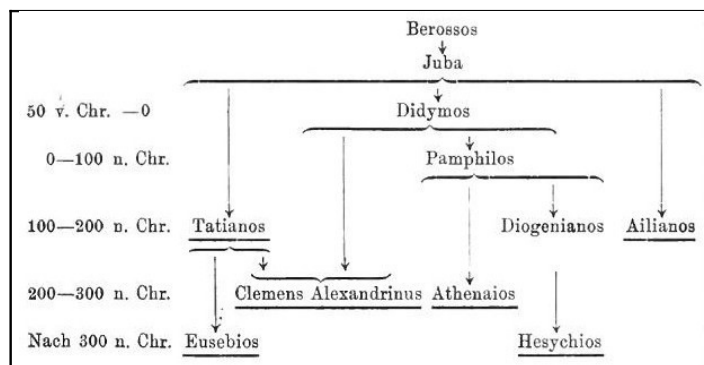 Berossos
Juba
50 v. Chr. —0 Didymos
0—100 n. Chr. Pamphilos
100—200 n. Chr. Tatianos Diogenianos Ailianos
200—300 n. Chr. Clemens Alexandrinus Athenaios
Nach 300 n. Chr. Eusebios Hesychios